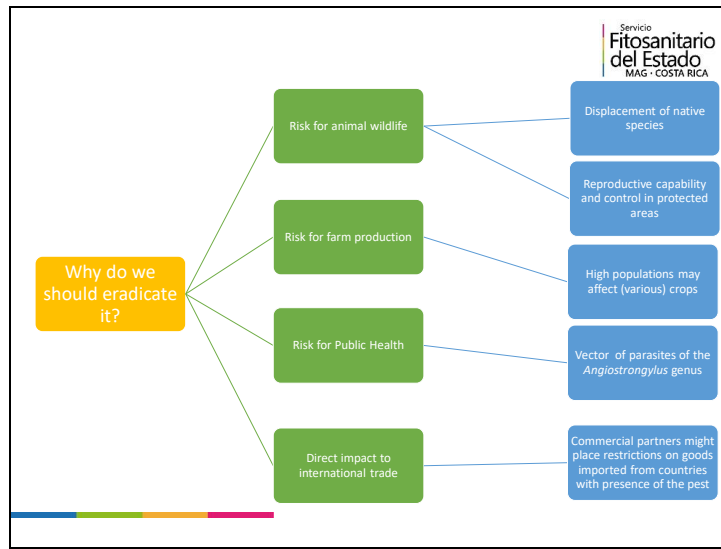 Servicio
Fitosanitario
del Estado
MAG · COSTA RICA
Why do we
should eradicate
it?
Risk for animal wildlife
Displacement of native
species
Reproductive capability
and control in protected
areas
Risk for farm production
High populations may
affect (various) crops
Risk for Public Health
Vector of parasites of the
Angiostrongylus genus
Direct impact to
international trade
Commercial partners might
place restrictions on goods
imported from countries
with presence of the pest